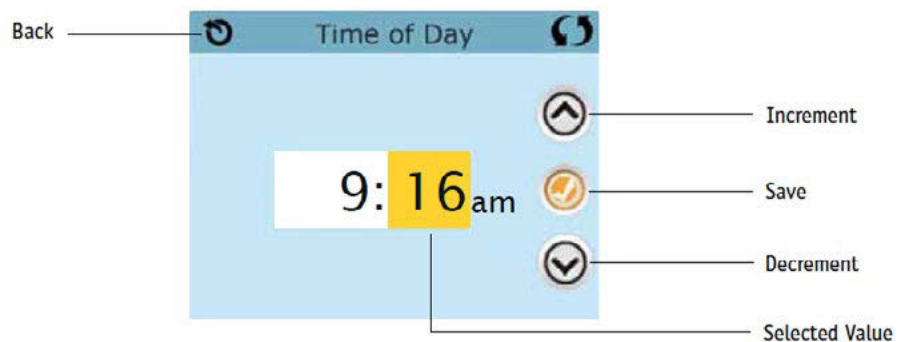 Back
Time of Day
Increment
9:16am
Save
Decrement
Selected Value